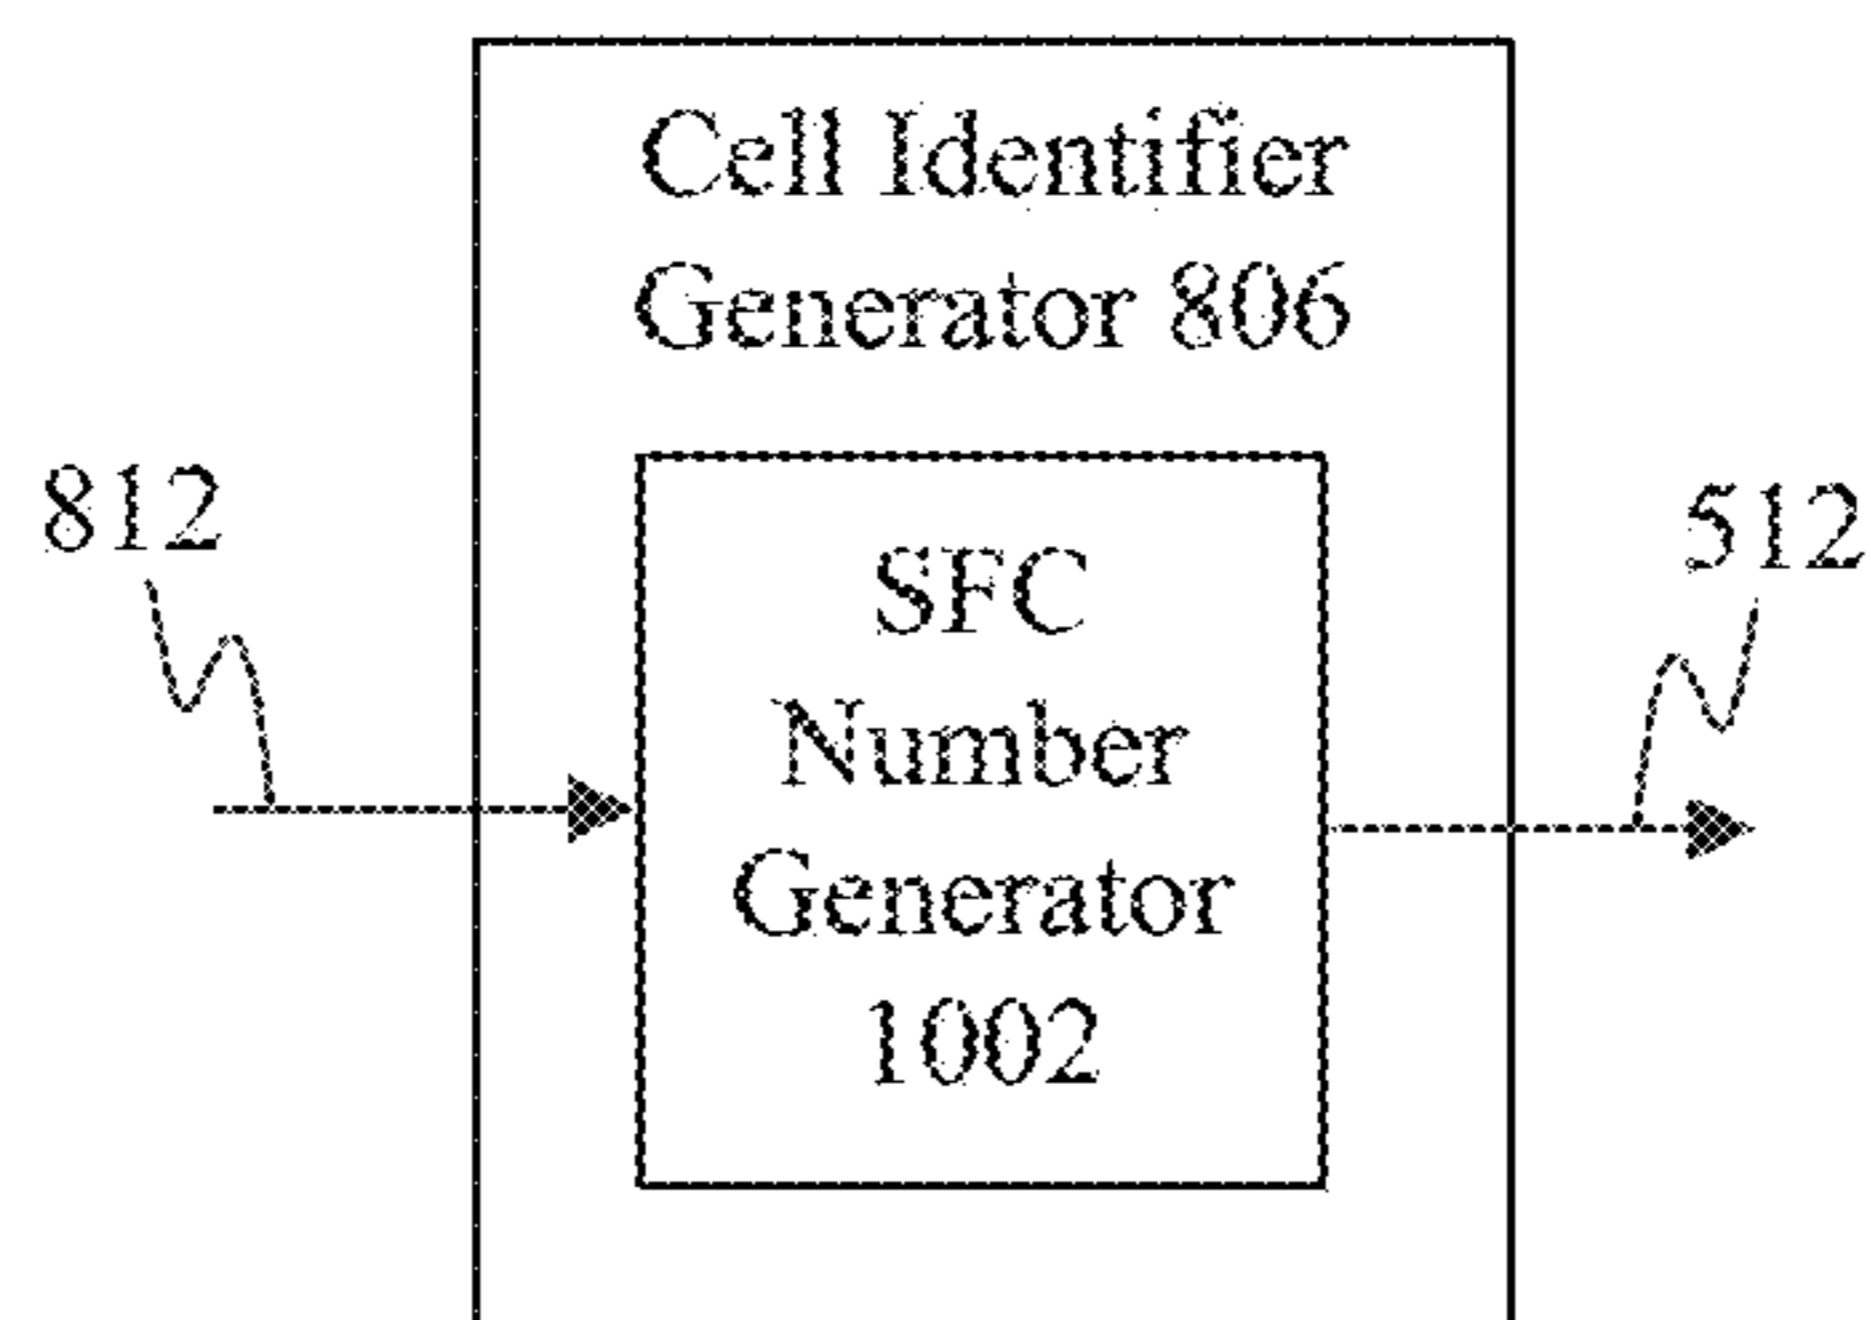 Cell Identifier
Generator 806
812
512
SFC
Number
Generator
1002